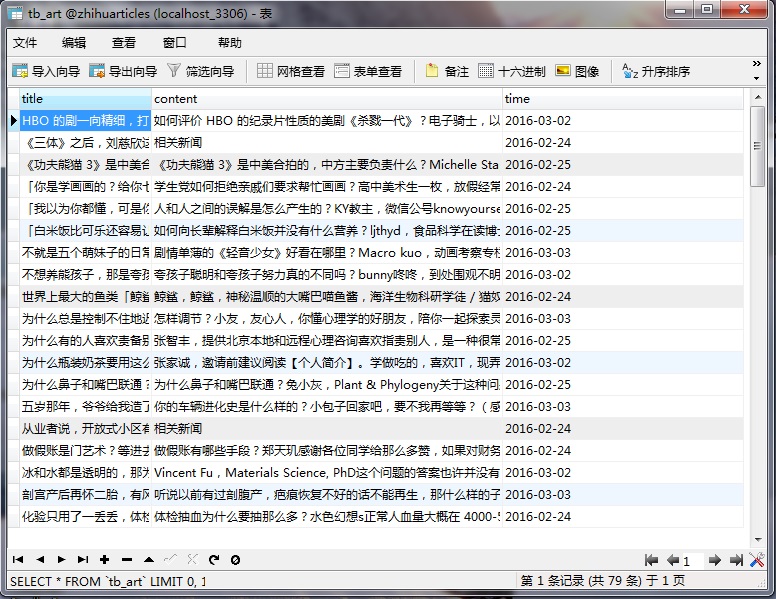 tb_art @zhihuarticles (localhost_3306) - 表
文件 编辑 查看 窗口 帮助
导入向导 导出向导 筛选向导 网格查看 表单查看 备注 十六进制 图像 升序排序
title content time
HBO 的剧一向精细，打 如何评价 HBO 的纪录片性质的美剧《杀戮一代》？电子骑士，以 2016-03-02
《三体》之后，刘慈欣 相关新闻 2016-02-24
《功夫熊猫 3》是中美合 《功夫熊猫 3》是中美合拍的，中方主要负责什么？Michelle Sta 2016-02-25
「你是学画画的？给你 学生党如何拒绝亲戚们要求帮忙画画？高中美术生一枚，放假经常 2016-02-24
「我以为你都懂，可是 人和人之间的误解是怎么产生的？KY教主，微信公号knowyourse 2016-02-25
「白米饭比可乐还容易 如何向长辈解释白米饭并没有什么营养？ljthyd，食品科学在读博 2016-02-25
不就是五个萌妹子的日常 剧情单薄的《轻音少女》好看在哪里？Macro kuo，动画考察专 2016-03-03
不想养熊孩子，那是夸 夸孩子聪明和夸孩子努力真的不同吗？bunny咚咚，到处围观不明 2016-03-02
世界上最大的鱼类「鲸 鲸鲨，鲸鲨，神秘温顺的大嘴巴喵鱼酱，海洋生物科研学徒 / 猫奴 2016-02-24
为什么总是控制不住地 怎样调节？小友，友心人，你懂心理学的好朋友，陪你一起探索灵 2016-03-03
为什么有的人喜欢责备别 张智丰，提供北京本地和远程心理咨询喜欢指责别人，是一种很常 2016-02-25
为什么瓶装奶茶要用这么 张家诚，邀请前建议阅读【个人简介】。学做吃的，喜欢IT，现弄 2016-03-02
为什么鼻子和嘴巴联通？ 为什么鼻子和嘴巴联通？兔小灰，Plant & Phylogeny关于这种问 2016-02-25
五岁那年，爷爷给我造了 你的车辆进化史是什么样的？小包子回家吧，要不我再等等？（感 2016-03-03
从业者说，开放式小区 相关新闻 2016-02-24
做假账是门艺术？等进 做假账有哪些手段？郑天玑感谢各位同学给那么多赞，如果对财务 2016-02-24
冰和水都是透明的，那 Vincent Fu，Materials Science, PhD这个问题的答案也许并没有 2016-03-02
剖宫产后再怀二胎，有 听说以前有过剖腹产，疤痕恢复不好的话不能再生，那什么样的子 2016-03-03
化验只用了一丢丢，体检 体检抽血为什么要抽那么多？水色幻想s正常人血量大概在 4000-5 2016-02-24
1
SELECT * FROM `tb_art` LIMIT 0, 1 第 1 条记录 (共 79 条) 于 1 页